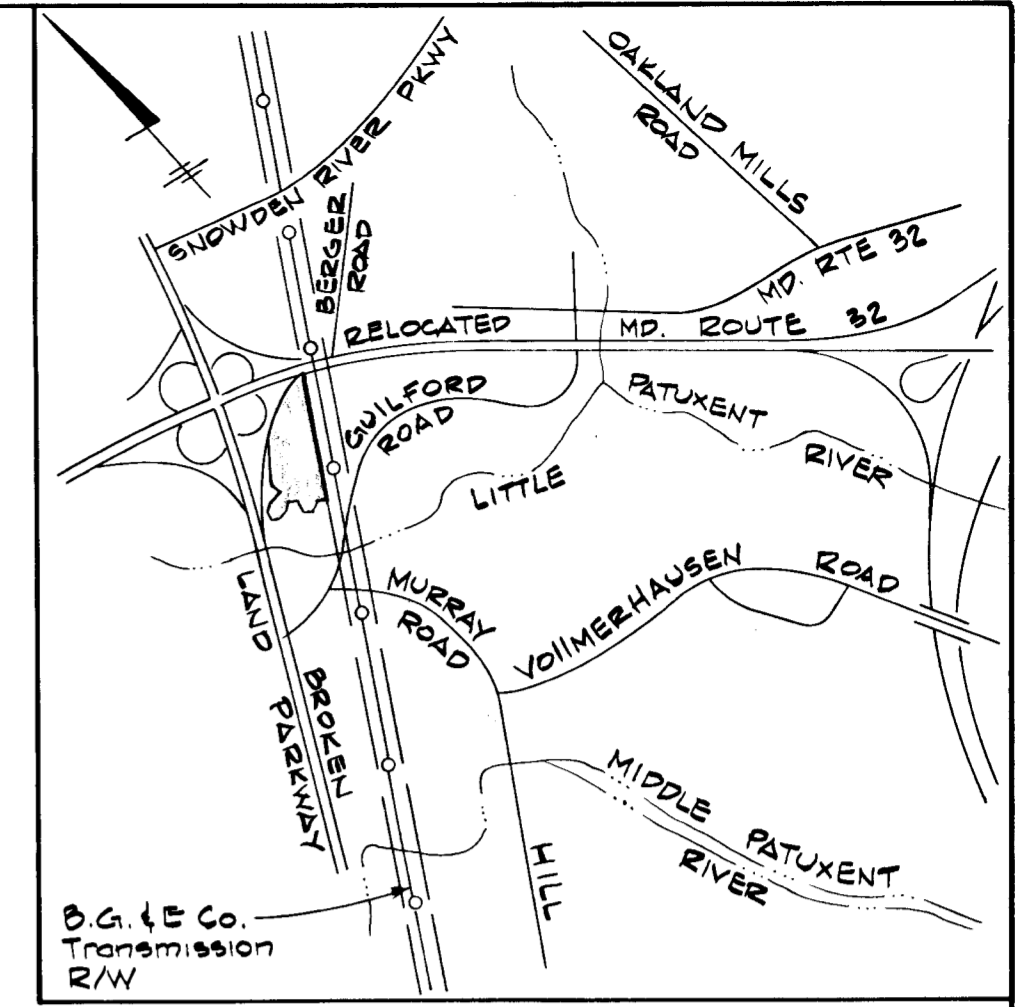 SNOWDEN RIVER PKWY
OAKLAND MILLS
ROAD
BERGER
ROAD
MD. RTE 32
RELOCATED MD. ROUTE 32
GUILFORD
ROAD
LITTLE PATUXENT RIVER
MURRAY
ROAD
HILL
VOllMERHAUSEN ROAD
BROKEN
LAND
PARKWAY
MIDDLE PATUXENT
RIVER
B.G. & E Co.
Transmission
R/W